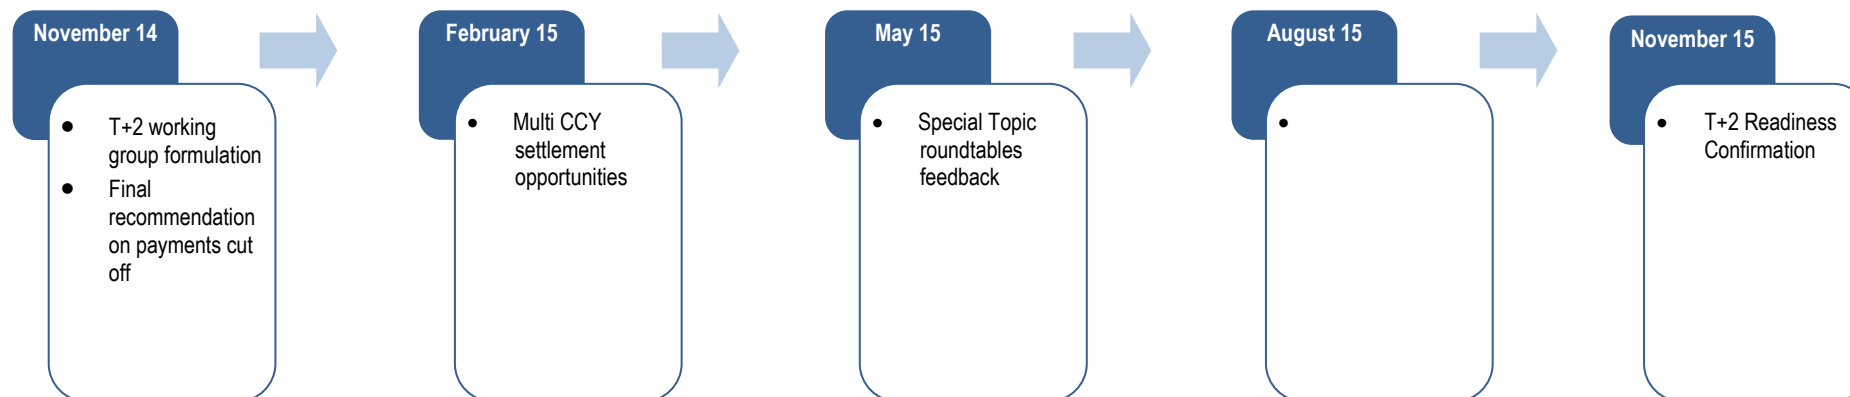 November 14
● T+2 working
group formulation
● Final
recommendation
on payments cut
off
February 15
● Multi CCY
settlement
opportunities
May 15
● Special Topic
roundtables
feedback
August 15
●
November 15
● T+2 Readiness
Confirmation